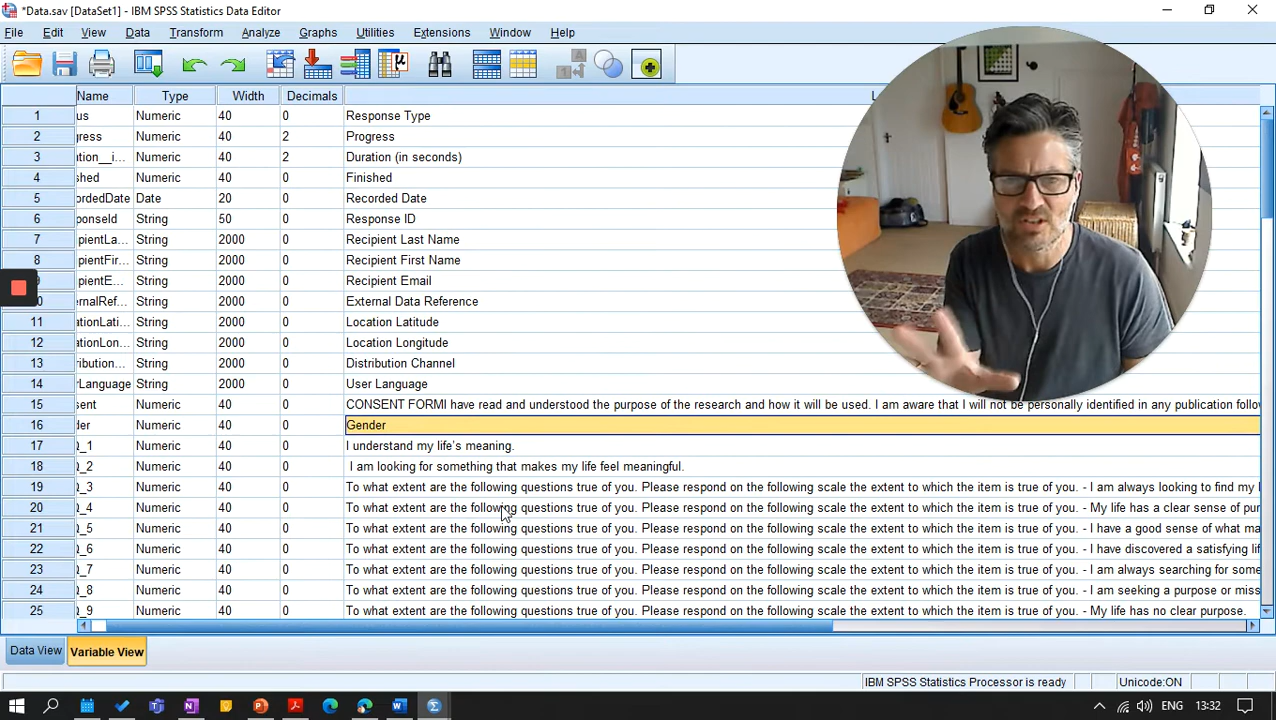 *Data.sav [DataSet1] - IBM SPSS Statistics Data Editor
File Edit View Data Transform Analyze Graphs Utilities Extensions Window Help
Name Type Width Decimals L
1 us Numeric 40 0 Response Type
2 gress Numeric 40 2 Progress
3 ation__i... Numeric 40 2 Duration (in seconds)
4 shed Numeric 40 0 Finished
5 ordedDate Date 20 0 Recorded Date
6 ponseId String 50 0 Response ID
7 ipientLa... String 2000 0 Recipient Last Name
8 ipientFir... String 2000 0 Recipient First Name
9 ipientE... String 2000 0 Recipient Email
0 ernalRef... String 2000 0 External Data Reference
11 ationLati... String 2000 0 Location Latitude
12 ationLon... String 2000 0 Location Longitude
13 ribution... String 2000 0 Distribution Channel
14 rLanguage String 2000 0 User Language
15 sent Numeric 40 0 CONSENT FORMI have read and understood the purpose of the research and how it will be used. I am aware that I will not be personally identified in any publication follov
16 der Numeric 40 0 Gender
17 Q_1 Numeric 40 0 I understand my life's meaning.
18 Q_2 Numeric 40 0 I am looking for something that makes my life feel meaningful.
19 Q_3 Numeric 40 0 To what extent are the following questions true of you. Please respond on the following scale the extent to which the item is true of you. - I am always looking to find my l
20 Q_4 Numeric 40 0 To what extent are the following questions true of you. Please respond on the following scale the extent to which the item is true of you. - My life has a clear sense of pur
21 Q_5 Numeric 40 0 To what extent are the following questions true of you. Please respond on the following scale the extent to which the item is true of you. - I have a good sense of what ma
22 Q_6 Numeric 40 0 To what extent are the following questions true of you. Please respond on the following scale the extent to which the item is true of you. - I have discovered a satisfying lif
23 Q_7 Numeric 40 0 To what extent are the following questions true of you. Please respond on the following scale the extent to which the item is true of you. - I am always searching for some
24 Q_8 Numeric 40 0 To what extent are the following questions true of you. Please respond on the following scale the extent to which the item is true of you. - I am seeking a purpose or miss
25 Q_9 Numeric 40 0 To what extent are the following questions true of you. Please respond on the following scale the extent to which the item is true of you. - My life has no clear purpose.
Data View Variable View
IBM SPSS Statistics Processor is ready Unicode:ON
ENG 13:32